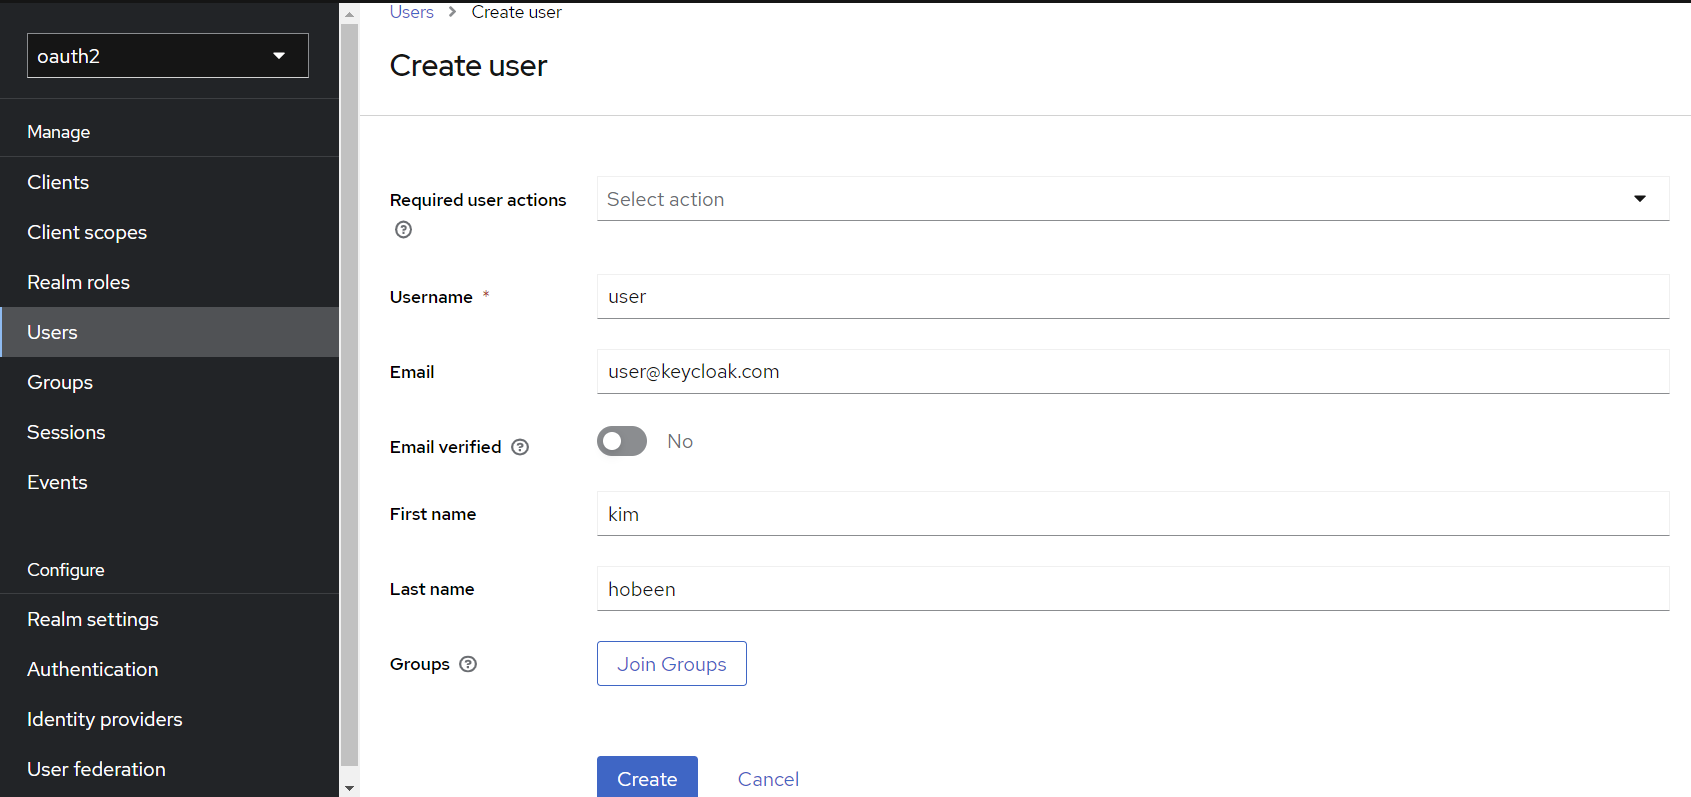 oauth2
Manage
Clients
Client scopes
Realm roles
Users
Groups
Sessions
Events
Configure
Realm settings
Authentication
Identity providers
User federation
Users > Create user
Create user
Required user actions
Select action
Username *
user
Email
user@keycloak.com
Email verified
No
First name
kim
Last name
hobeen
Groups
Join Groups
Create Cancel